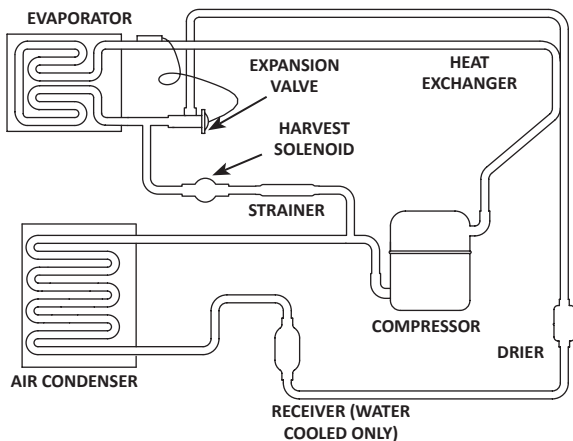 EVAPORATOR
EXPANSION
VALVE
HEAT
EXCHANGER
HARVEST
SOLENOID
STRAINER
COMPRESSOR
DRIER
AIR CONDENSER
RECEIVER (WATER
COOLED ONLY)